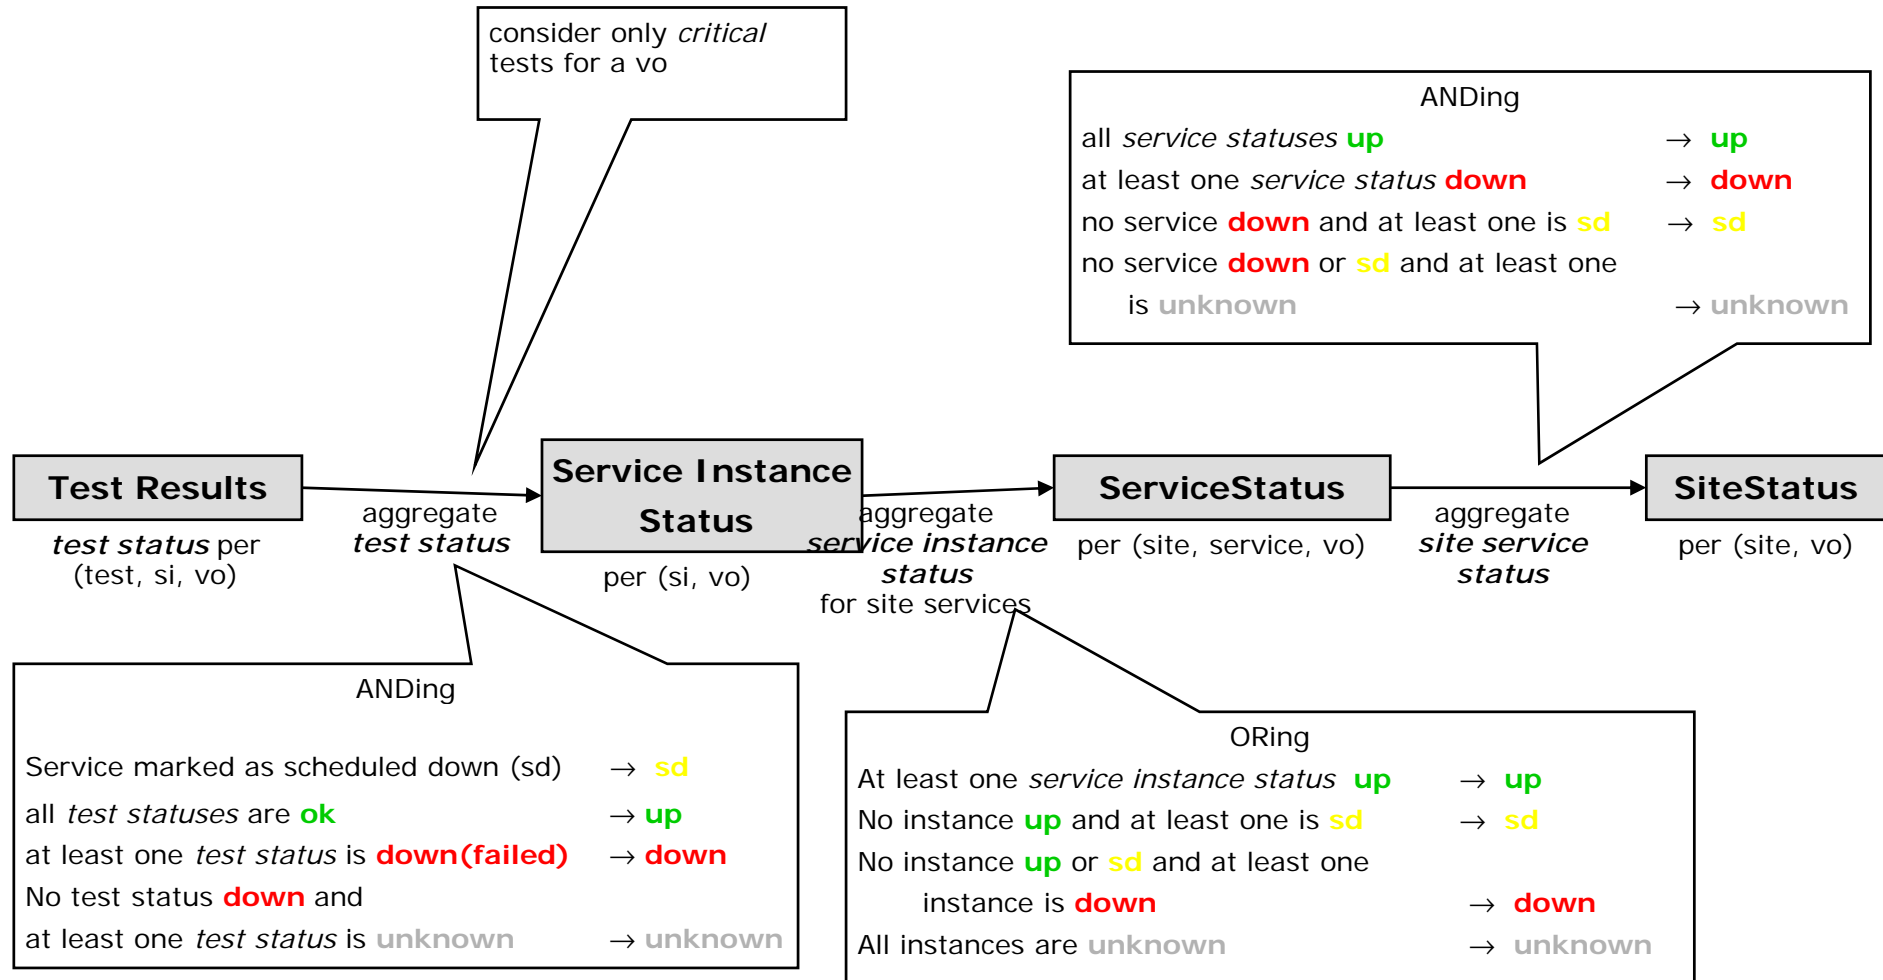 consider only critical
tests for a vo
ANDing
all service statuses up → up
at least one service status down → down
no service down and at least one is sd → sd
no service down or sd and at least one
is unknown → unknown
Test Results
test status per
(test, si, vo)
aggregate
test status
Service Instance
Status
per (si, vo)
aggregate
service instance
status
for site services
ServiceStatus
per (site, service, vo)
aggregate
site service
status
SiteStatus
per (site, vo)
ANDing
Service marked as scheduled down (sd) → sd
all test statuses are ok → up
at least one test status is down(failed) → down
No test status down and
at least one test status is unknown → unknown
ORing
At least one service instance status up → up
No instance up and at least one is sd → sd
No instance up or sd and at least one
instance is down → down
All instances are unknown → unknown